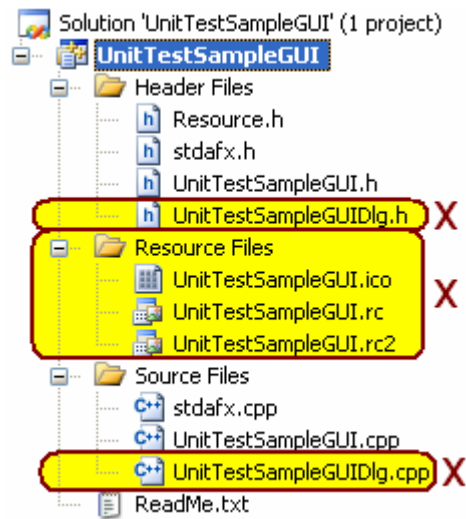 Solution 'UnitTestSampleGUI' (1 project)
UnitTestSampleGUI
Header Files
h Resource.h
h stdafx.h
h UnitTestSampleGUI.h
h UnitTestSampleGUIDlg.h X
Resource Files
UnitTestSampleGUI.ico
X
UnitTestSampleGUI.rc
UnitTestSampleGUI.rc2
Source Files
C++ stdafx.cpp
C++ UnitTestSampleGUI.cpp
C++ UnitTestSampleGUIDlg.cpp X
ReadMe.txt